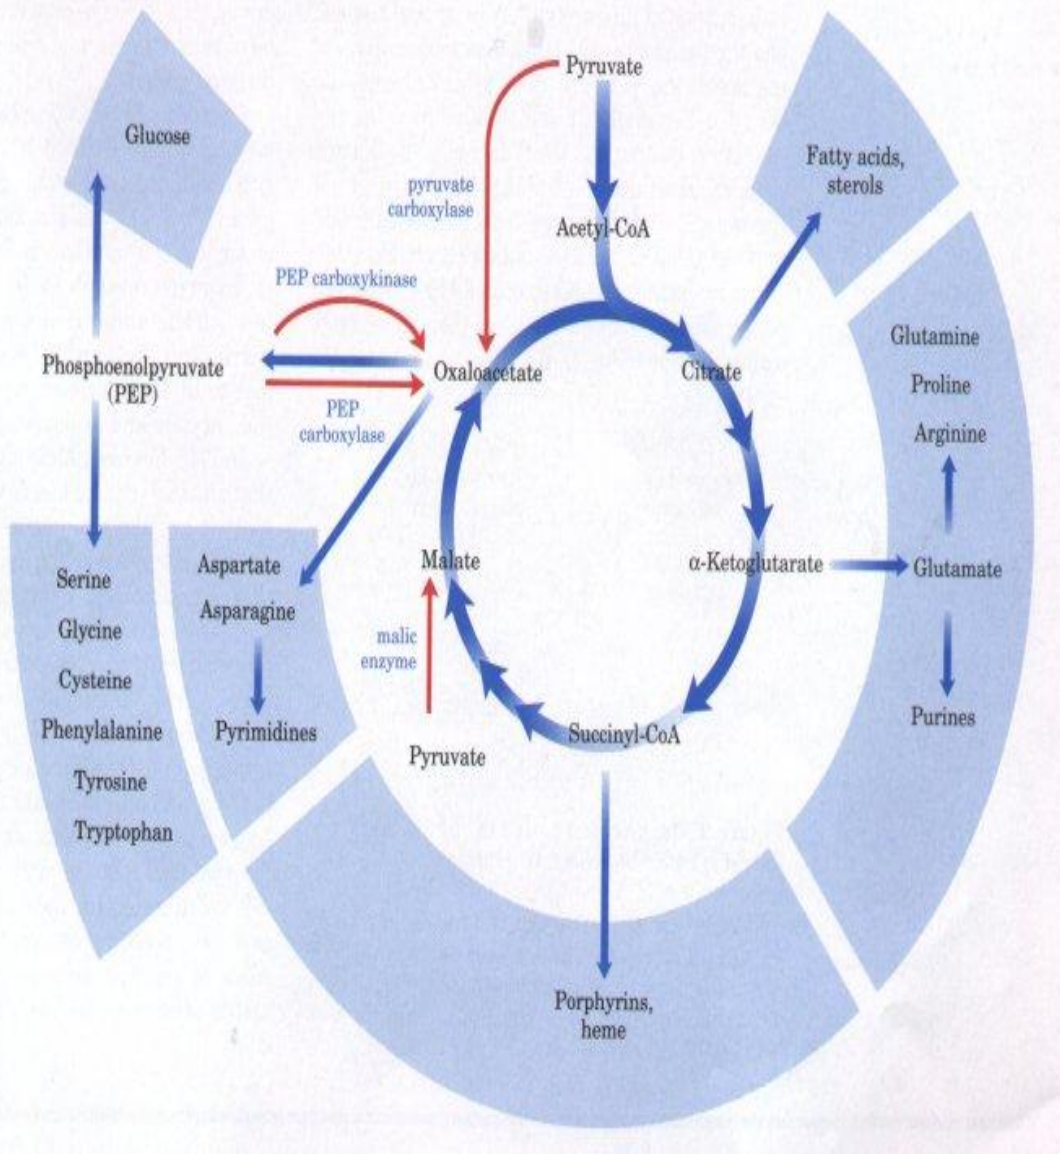 Pyruvate
Glucose
Fatty acids,
sterols
pyruvate
carboxylase
Acetyl-CoA
PEP carboxykinase
Glutamine
Phosphoenolpyruvate
(PEP)
Oxaloacetate
Citrate
Proline
PEP
carboxylase
Arginine
Aspartate
Malate
α-Ketoglutarate
Glutamate
Serine
Asparagine
Glycine
malic
enzyme
Cysteine
Phenylalanine
Pyrimidines
Succinyl-CoA
Purines
Pyruvate
Tyrosine
Tryptophan
Porphyrins,
heme